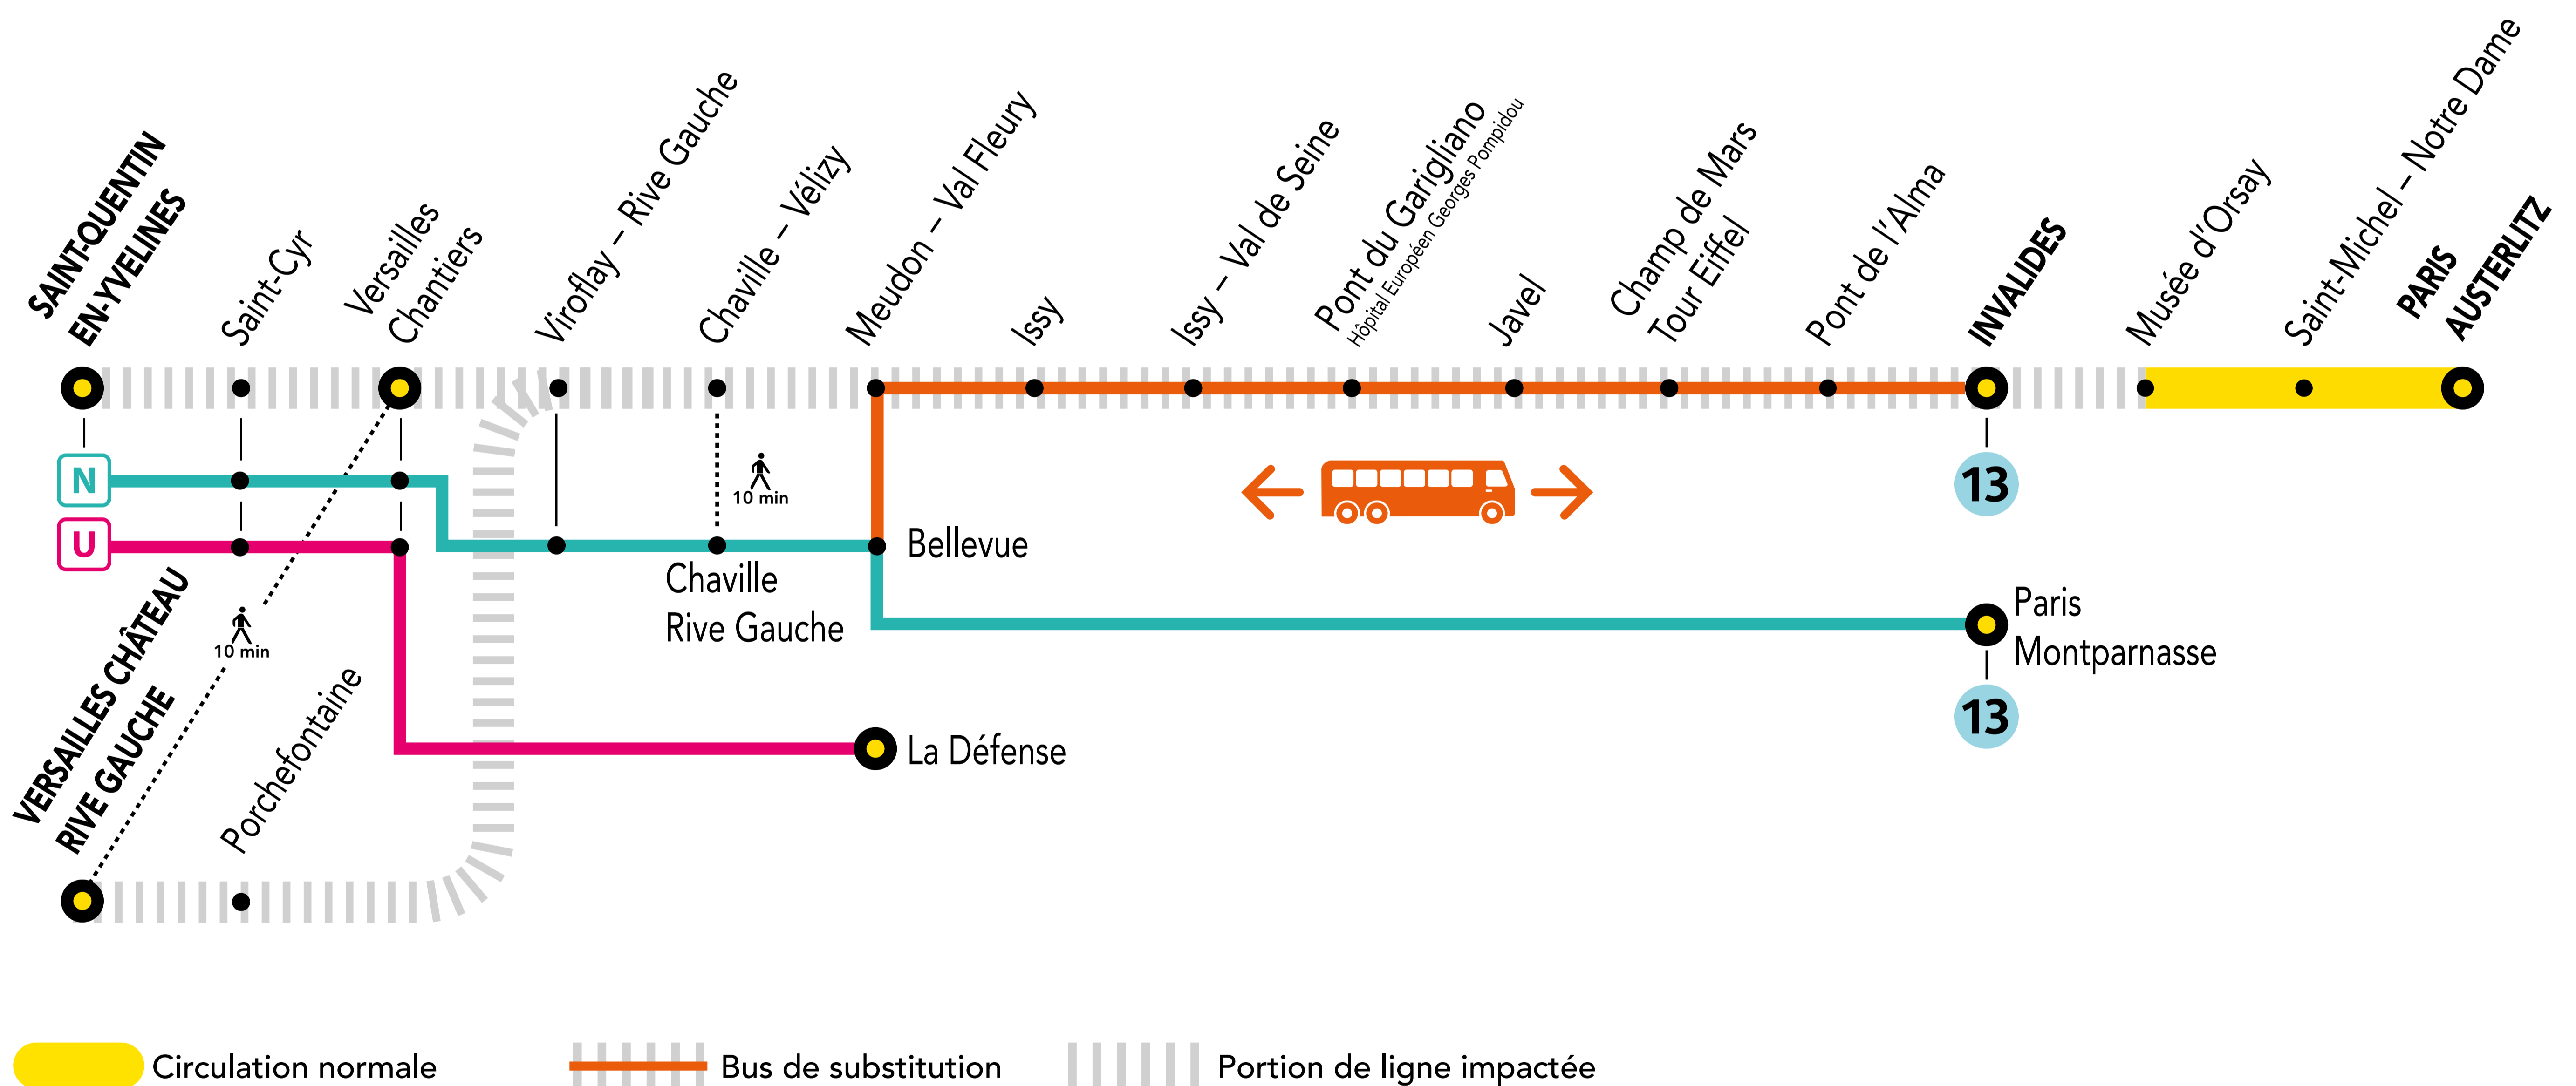 SAINT-QUENTIN
EN-YVELINES
Saint-Cyr
Versailles
Chantiers
Viroflay – Rive Gauche
Chaville – Vélizy
Meudon – Val Fleury
Issy
Issy – Val de Seine
Pont du Garigliano
Hôpital Européen Georges Pompidou
Javel
Champ de Mars
Tour Eiffel
Pont de l'Alma
INVALIDES
Musée d'Orsay
Saint-Michel – Notre Dame
PARIS
AUSTERLITZ
N
U
10 min
13
Bellevue
Chaville
Rive Gauche
Paris
Montparnasse
13
La Défense
VERSAILLES CHÂTEAU
RIVE GAUCHE
10 min
Porchefontaine
Circulation normale
Bus de substitution
Portion de ligne impactée